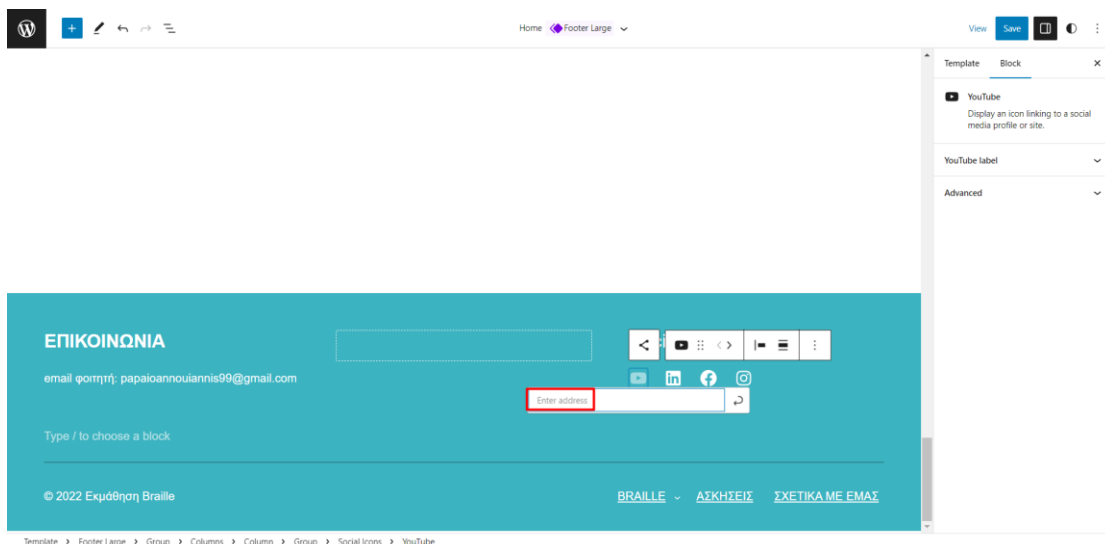 Home Footer Large
View Save
Template Block
YouTube
Display an icon linking to a social
media profile or site.
YouTube label
Advanced
ΕΠΙΚΟΙΝΩΝΙΑ
email φοιτητή: papaioannouiannis99@gmail.com
Enter address
Type / to choose a block
© 2022 Εκμάθηση Braille
BRAILLE ΑΣΚΗΣΕΙΣ ΣΧΕΤΙΚΑ ΜΕ ΕΜΑΣ
Template > Footer Large > Group > Columns > Column > Group > Social Icons > YouTube